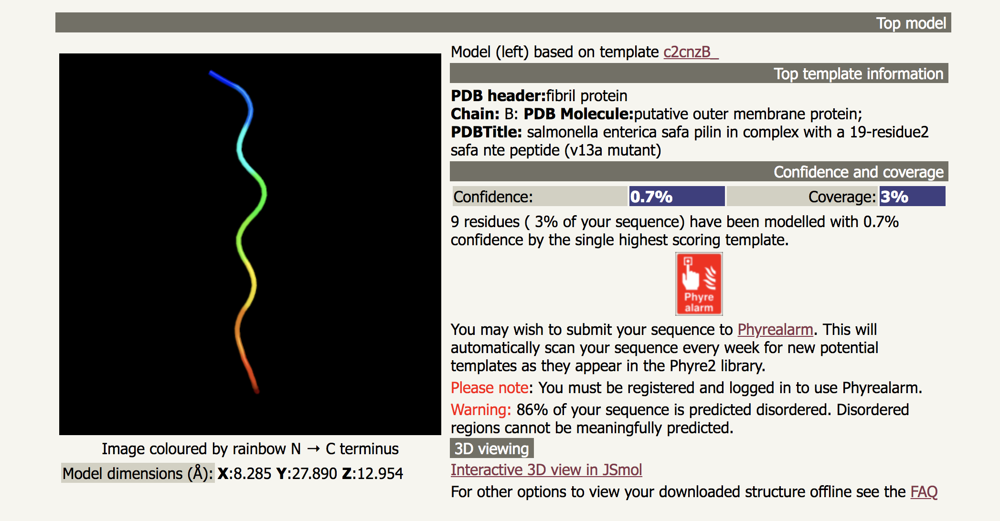 Top model
Model (left) based on template c2cnzB_
Top template information
PDB header:fibril protein
Chain: B: PDB Molecule:putative outer membrane protein;
PDBTitle: salmonella enterica safa pilin in complex with a 19-residue2
safa nte peptide (v13a mutant)
Confidence and coverage
Confidence: 0.7% Coverage: 3%
9 residues ( 3% of your sequence) have been modelled with 0.7%
confidence by the single highest scoring template.
Phyre
alarm
You may wish to submit your sequence to Phyrealarm. This will
automatically scan your sequence every week for new potential
templates as they appear in the Phyre2 library.
Please note: You must be registered and logged in to use Phyrealarm.
Warning: 86% of your sequence is predicted disordered. Disordered
regions cannot be meaningfully predicted.
3D viewing
Interactive 3D view in JSmol
For other options to view your downloaded structure offline see the FAQ
Image coloured by rainbow N → C terminus
Model dimensions (Å): X:8.285 Y:27.890 Z:12.954